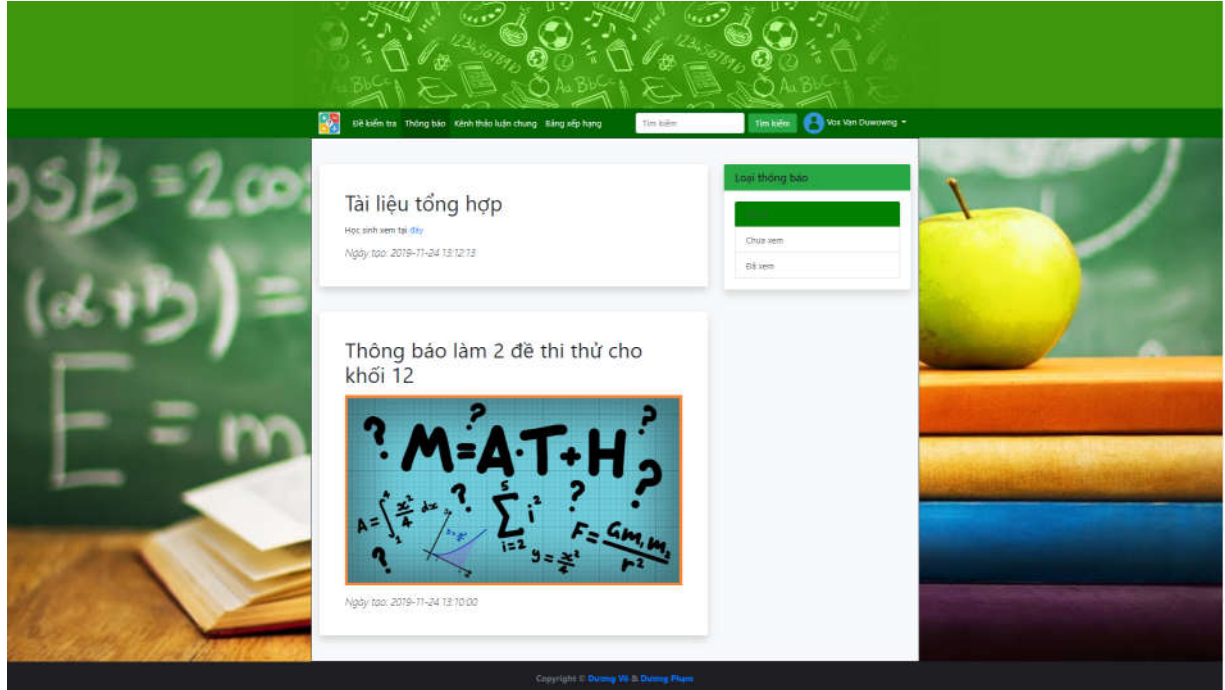 Đề kiểm tra Thông báo Kênh thảo luận chung Bảng xếp hạng Tìm kiếm Tìm kiếm Vox Van Duwowng
Tài liệu tổng hợp
Học sinh xem tại đây
Ngày tạo: 2019-11-24 13:12:13
Loại thông báo
Chưa xem
Đã xem
Thông báo làm 2 đề thi thử cho
khối 12
? M=A·T+H ?
Ngày tạo: 2019-11-24 13:10:00
E = m
Copyright © Dương Võ & Dương Phạm